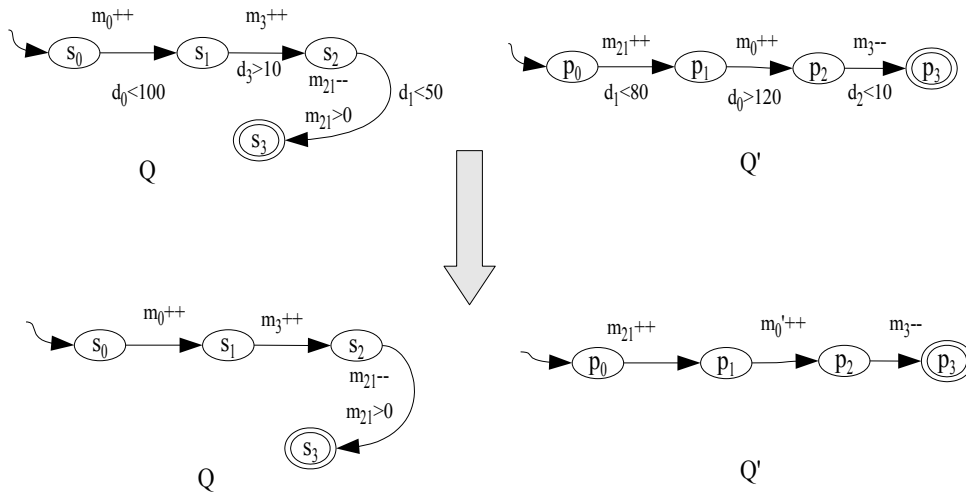 m₀++ m₃++
s₀ s₁ s₂
d₀<100 d₃>10 m₂₁-- d₁<50
m₂₁>0
s₃
Q
m₂₁++ m₀++ m₃--
p₀ p₁ p₂ p₃
d₁<80 d₀>120 d₂<10
Q'
m₀++ m₃++
s₀ s₁ s₂
m₂₁--
m₂₁>0
s₃
Q
m₂₁++ m₀'++ m₃--
p₀ p₁ p₂ p₃
Q'